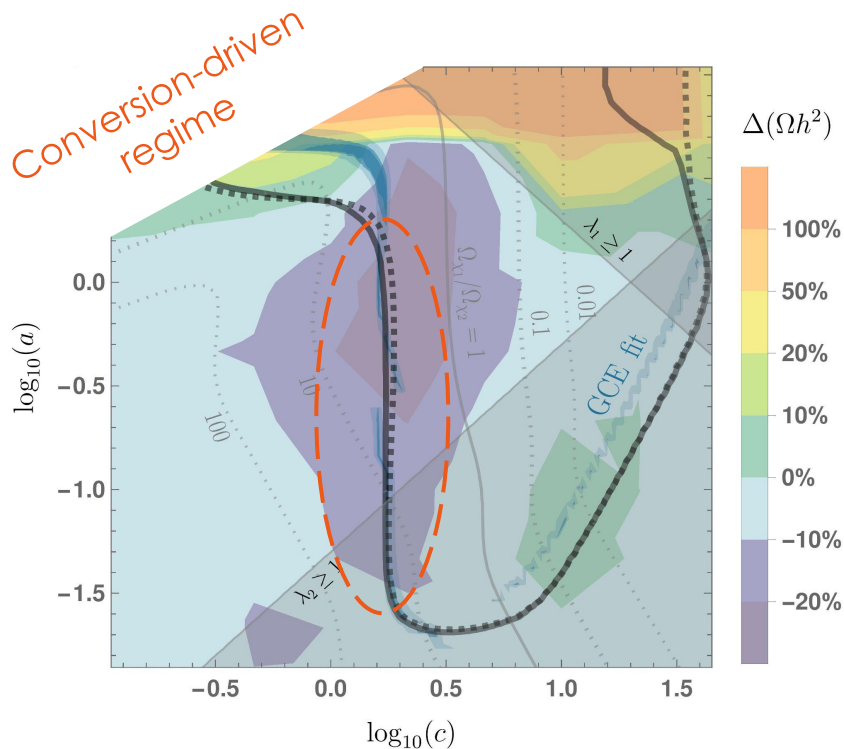 Conversion-driven
regime
Δ(Ωh²)
100%
50%
20%
10%
0%
−10%
−20%
λ₁ ≥ 1
Ωχ₁/Ωχ₂ = 1
0.1
0.01
GCE fit
10
100
λ₂ ≥ 1
0.0
−0.5
−1.0
−1.5
log₁₀(a)
−0.5
0.0
0.5
1.0
1.5
log₁₀(c)